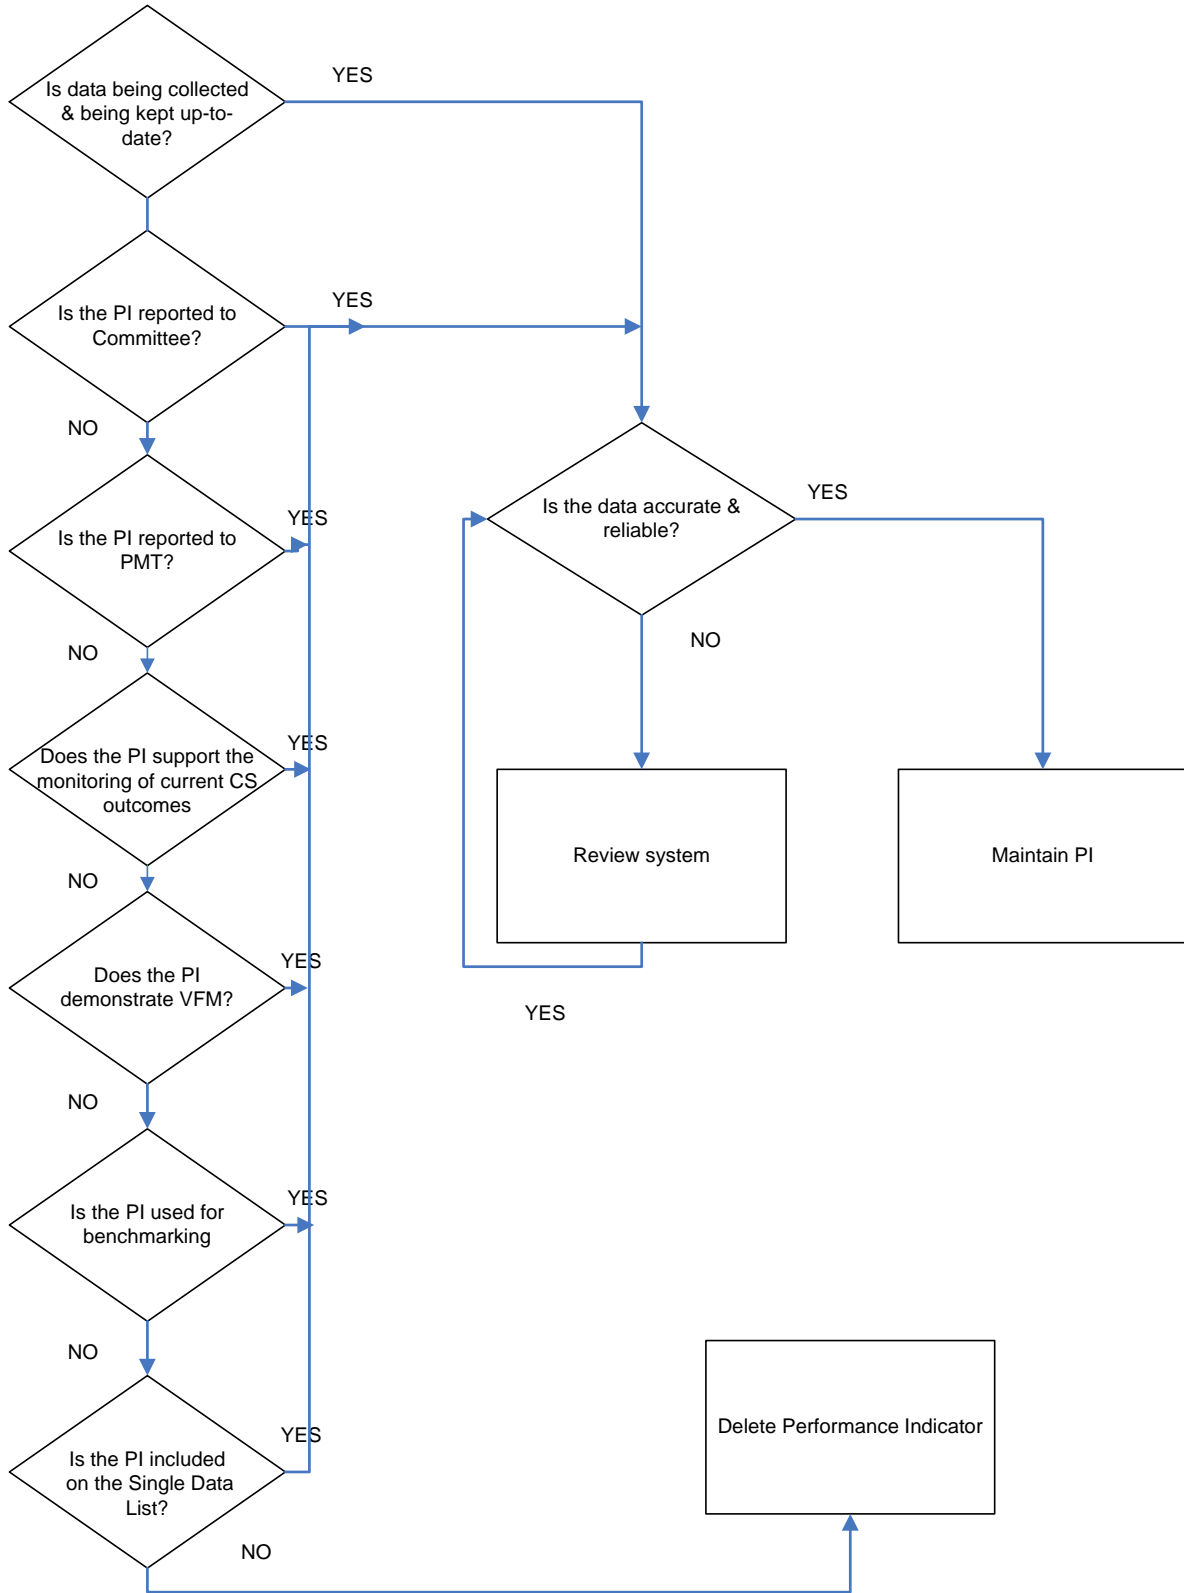 YES
Is data being collected
& being kept up-to-
date?
YES
Is the PI reported to
Committee?
NO
YES
Is the PI reported to
PMT?
YES
Is the data accurate &
reliable?
NO
NO
YES
Does the PI support the
monitoring of current CS
outcomes
Review system
Maintain PI
NO
YES
Does the PI
demonstrate VFM?
YES
NO
YES
Is the PI used for
benchmarking
NO
YES
Is the PI included
on the Single Data
List?
Delete Performance Indicator
NO